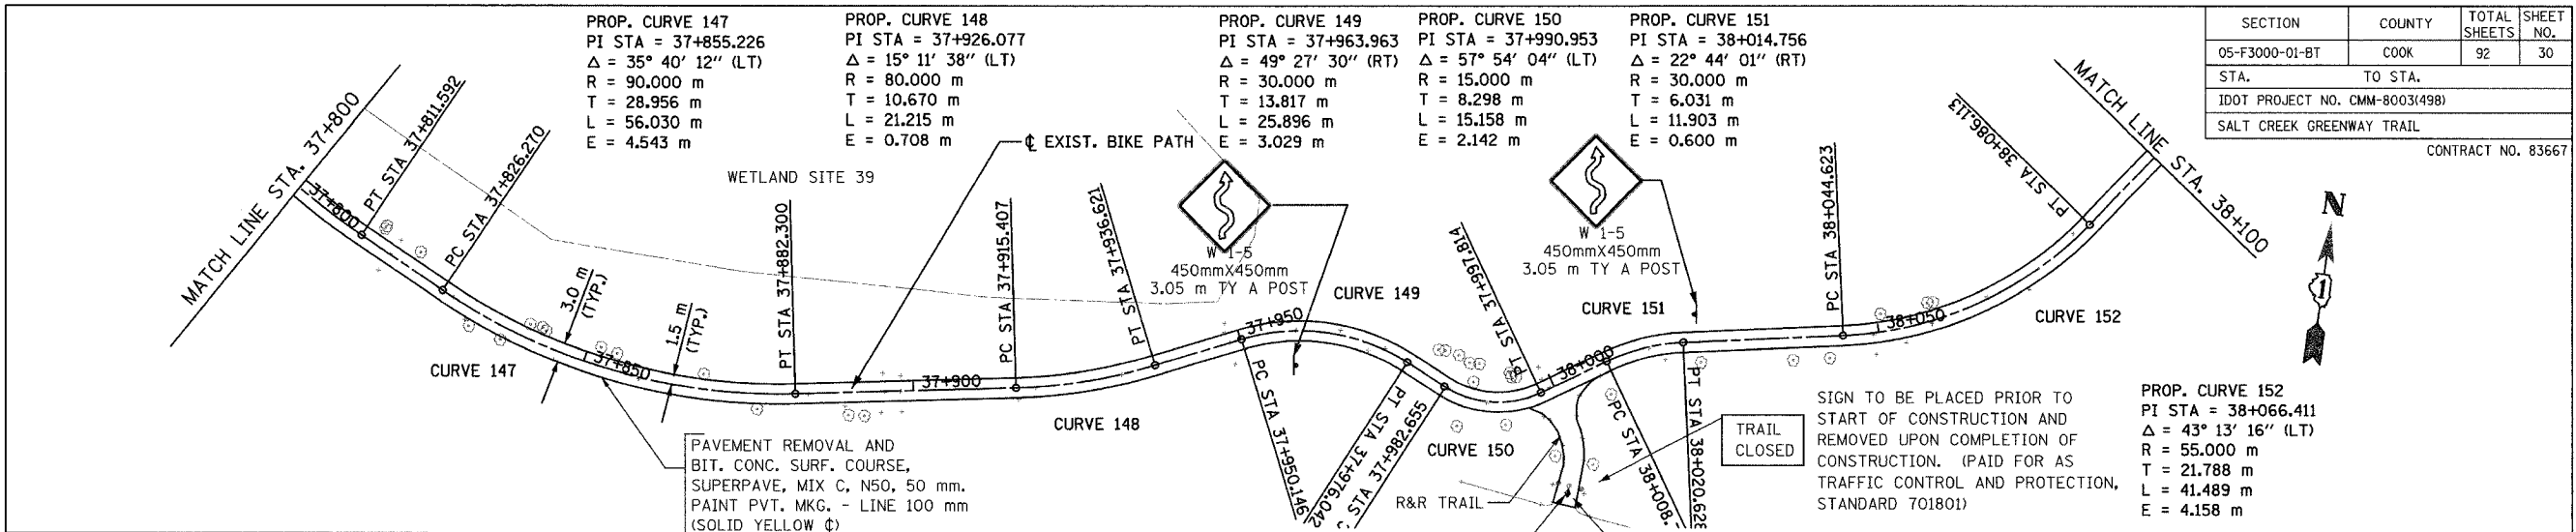 PROP. CURVE 147
PI STA = 37+855.226
Δ = 35° 40' 12'' (LT)
R = 90.000 m
T = 28.956 m
L = 56.030 m
E = 4.543 m
PROP. CURVE 148
PI STA = 37+926.077
Δ = 15° 11' 38'' (LT)
R = 80.000 m
T = 10.670 m
L = 21.215 m
E = 0.708 m
PROP. CURVE 149
PI STA = 37+963.963
Δ = 49° 27' 30'' (RT)
R = 30.000 m
T = 13.817 m
L = 25.896 m
E = 3.029 m
PROP. CURVE 150
PI STA = 37+990.953
Δ = 57° 54' 04'' (LT)
R = 15.000 m
T = 8.298 m
L = 15.158 m
E = 2.142 m
PROP. CURVE 151
PI STA = 38+014.756
Δ = 22° 44' 01'' (RT)
R = 30.000 m
T = 6.031 m
L = 11.903 m
E = 0.600 m
SECTION COUNTY TOTAL SHEETS SHEET NO.
05-F3000-01-BT COOK 92 30
STA. TO STA.
IDOT PROJECT NO. CMM-8003(498)
SALT CREEK GREENWAY TRAIL
CONTRACT NO. 83667
MATCH LINE STA. 37+800
37+800
PT STA 37+811.592
PC STA 37+826.270
3.0 m
(TYP.)
1.5 m
(TYP.)
CURVE 147
37+850
WETLAND SITE 39
PT STA 37+882.300
℄ EXIST. BIKE PATH
37+900
PC STA 37+915.407
CURVE 148
PT STA 37+936.621
W 1-5
450mmX450mm
3.05 m TY A POST
37+950
PC STA 37+950.146
CURVE 149
PT STA 37+976.042
STA 37+982.655
CURVE 150
PT STA 37+997.814
38+000
W 1-5
450mmX450mm
3.05 m TY A POST
CURVE 151
PC STA 38+008.
PT STA 38+020.628
PC STA 38+044.623
38+050
CURVE 152
PT STA 38+086.113
MATCH LINE STA. 38+100
N
1
PAVEMENT REMOVAL AND
BIT. CONC. SURF. COURSE,
SUPERPAVE, MIX C, N50, 50 mm.
PAINT PVT. MKG. - LINE 100 mm
(SOLID YELLOW ℄)
R&R TRAIL
TRAIL
CLOSED
SIGN TO BE PLACED PRIOR TO
START OF CONSTRUCTION AND
REMOVED UPON COMPLETION OF
CONSTRUCTION. (PAID FOR AS
TRAFFIC CONTROL AND PROTECTION,
STANDARD 701801)
PROP. CURVE 152
PI STA = 38+066.411
Δ = 43° 13' 16'' (LT)
R = 55.000 m
T = 21.788 m
L = 41.489 m
E = 4.158 m